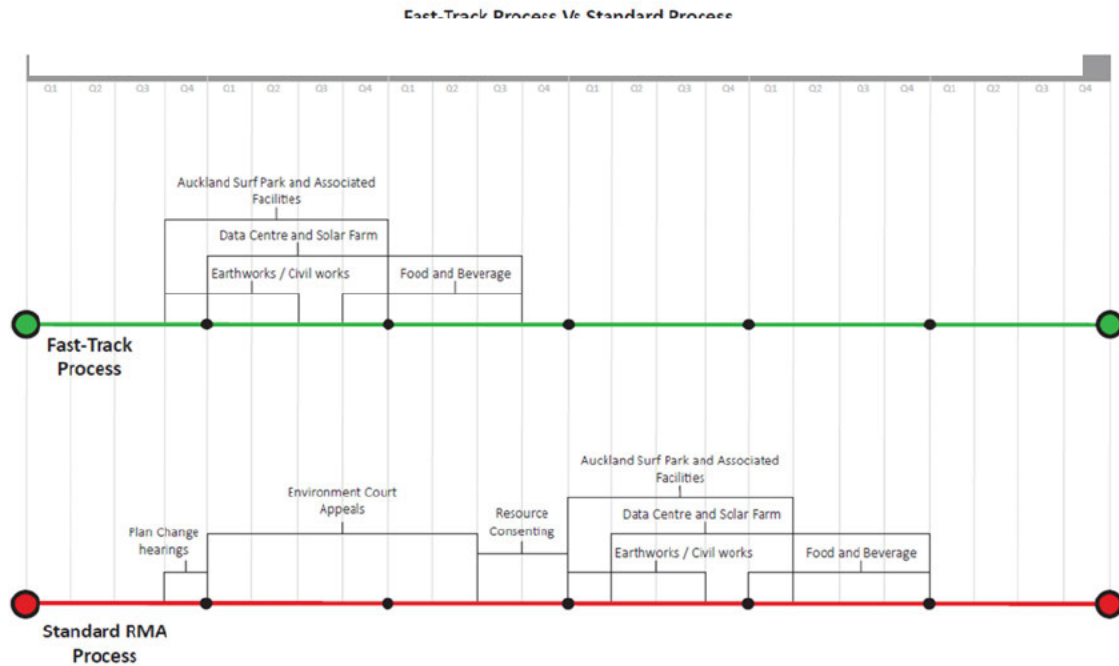 Fast-Track Process Vs Standard Process
Q1 Q2 Q3 Q4 Q1 Q2 Q3 Q4 Q1 Q2 Q3 Q4 Q1 Q2 Q3 Q4 Q1 Q2 Q3 Q4 Q1 Q2 Q3 Q4
Auckland Surf Park and Associated
Facilities
Data Centre and Solar Farm
Earthworks / Civil works
Food and Beverage
Fast-Track
Process
Auckland Surf Park and Associated
Facilities
Environment Court
Appeals
Resource
Consenting
Data Centre and Solar Farm
Plan Change
hearings
Earthworks / Civil works
Food and Beverage
Standard RMA
Process